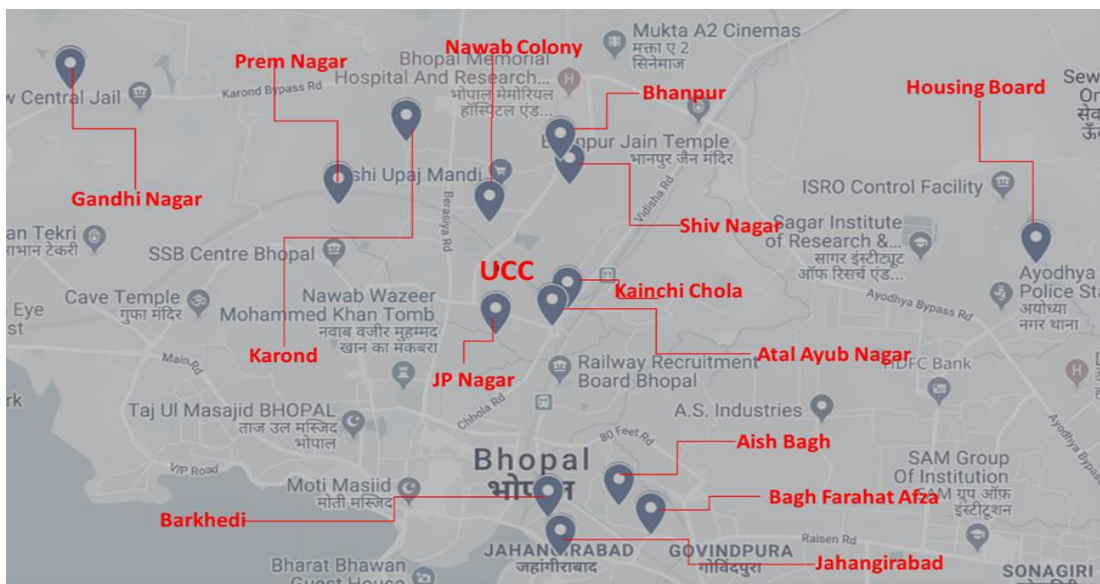 Nawab Colony
Prem Nagar
Mukta A2 Cinemas
मुक्ता ए 2
सिनेमाज
Bhopal Memorial
Hospital And Research...
भोपाल मेमोरियल
हॉस्पिटल एंड...
Bhanpur
Housing Board
Central Jail
Karond Bypass Rd
Jain Temple
भानपुर जैन मंदिर
shi Upaj Mandi
Gandhi Nagar
Berasiya Rd
Vidisha Rd
ISRO Control Facility
an Tekri
SSB Centre Bhopal
Shiv Nagar
Sagar Institute
of Research &...
सागर इंस्टीट्यूट
ऑफ रिसर्च एंड...
UCC
Kainchi Chola
Cave Temple
गुफा मंदिर
Nawab Wazeer
Mohammed Khan Tomb
नवाब वजीर मुहम्मद
खान का मकबरा
Ayodhya
Police Sta
अयोध्या
नगर थाना
Ayodhya Bypass Rd
Eye
Karond
JP Nagar
Railway Recruitment
Board Bhopal
Atal Ayub Nagar
HDFC Bank
Main Rd
Chhola Rd
Taj Ul Masajid BHOPAL
ताज उल मस्जिद
भोपाल
A.S. Industries
80 Feet Rd
Ayodhya Bypass
Aish Bagh
Bhopal
भोपाल
VIP Road
Moti Masjid
मोती मस्जिद
SAM Group
Of Institution
सैम ग्रुप ऑफ़
इंस्टीटूशन
Bagh Farahat Afza
Barkhedi
JAHANGIRABAD
जहांगीराबाद
GOVINDPURA
गोविंदपुरा
Raisen Rd
Jahangirabad
Bharat Bhawan
SONAGIRI